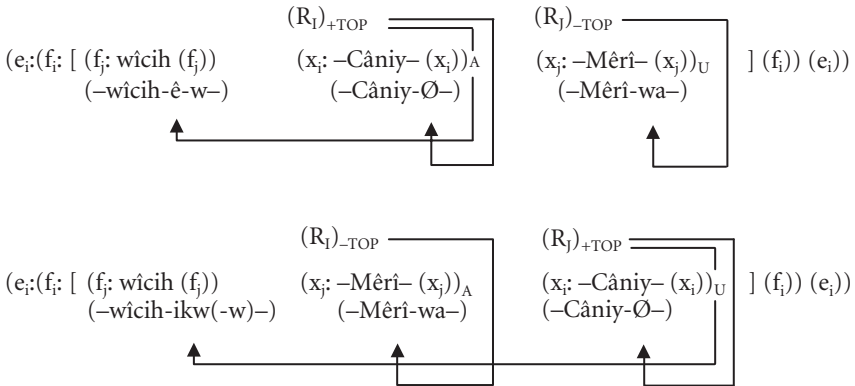 (R_I)_{+TOP} (R_J)_{–TOP}
(e_i:(f_i: [ (f_j: wîcih (f_j)) (x_i: –Câniy– (x_i))_A (x_j: –Mêrî– (x_j))_U ] (f_i)) (e_i))
(–wîcih-ê-w–) (–Câniy-Ø–) (–Mêrî-wa–)
(R_I)_{–TOP} (R_J)_{+TOP}
(e_i:(f_i: [ (f_j: wîcih (f_j)) (x_j: –Mêrî– (x_j))_A (x_i: –Câniy– (x_i))_U ] (f_i)) (e_i))
(–wîcih-ikw(-w)–) (–Mêrî-wa–) (–Câniy-Ø–)